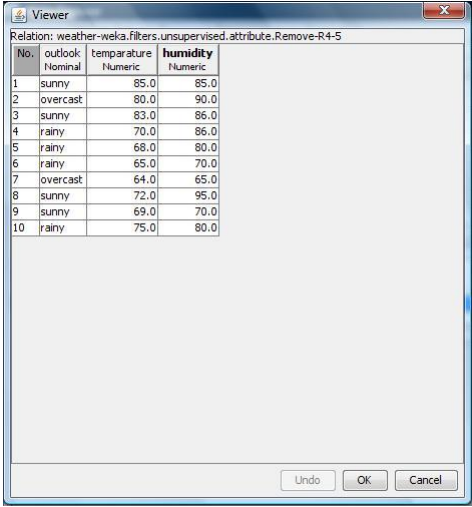 Viewer
Relation: weather-weka.filters.unsupervised.attribute.Remove-R4-5
No. outlook temparature humidity
Nominal Numeric Numeric
1 sunny 85.0 85.0
2 overcast 80.0 90.0
3 sunny 83.0 86.0
4 rainy 70.0 86.0
5 rainy 68.0 80.0
6 rainy 65.0 70.0
7 overcast 64.0 65.0
8 sunny 72.0 95.0
9 sunny 69.0 70.0
10 rainy 75.0 80.0
Undo OK Cancel